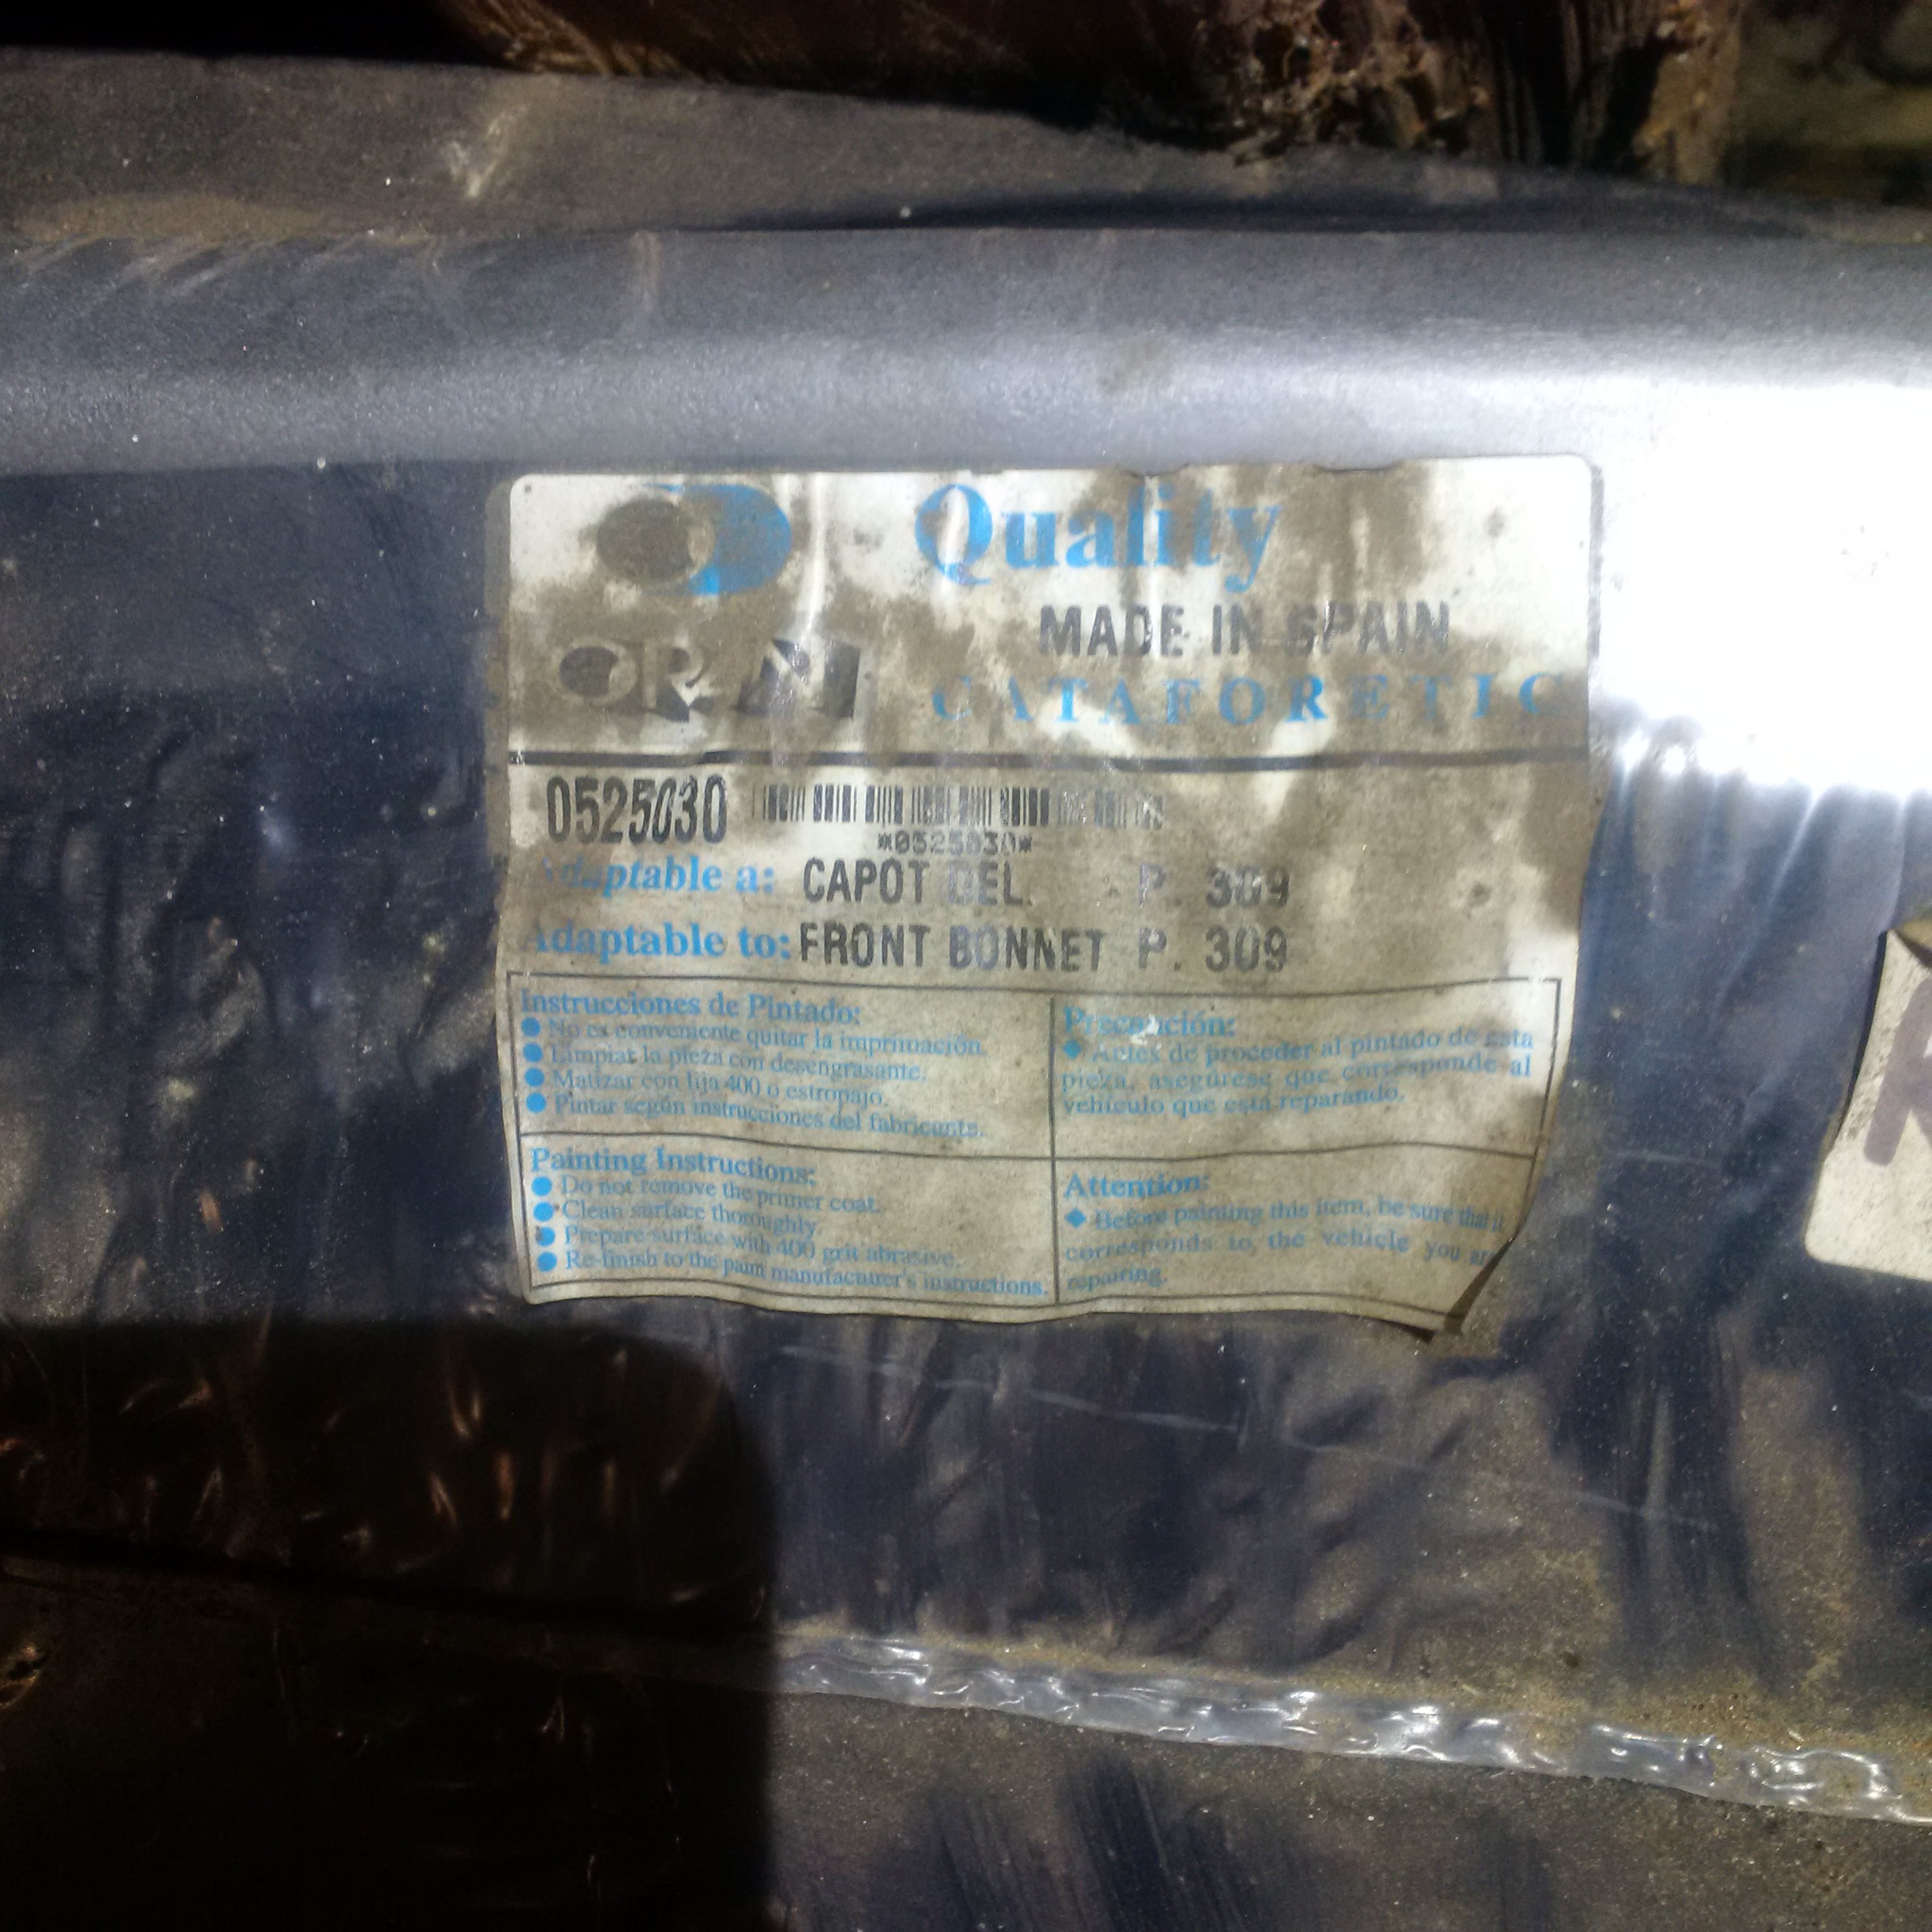 Quality
MADE IN SPAIN
CATAFORETIC
0525030
*0525030*
Adaptable a: CAPOT DEL. P. 309
Adaptable to: FRONT BONNET P. 309
Instrucciones de Pintado:
● No es conveniente quitar la imprimación.
● Limpiar la pieza con desengrasante.
● Matizar con lija 400 o estropajo.
● Pintar según instrucciones del fabricante.
Precaución:
◆ Antes de proceder al pintado de esta
pieza, asegúrese que corresponde al
vehículo que está reparando.
Painting Instructions:
● Do not remove the primer coat.
● Clean surface thoroughly.
● Prepare surface with 400 grit abrasive.
● Re-finish to the paint manufacturer's instructions.
Attention:
◆ Before painting this item, be sure that it
corresponds to the vehicle you are
repairing.